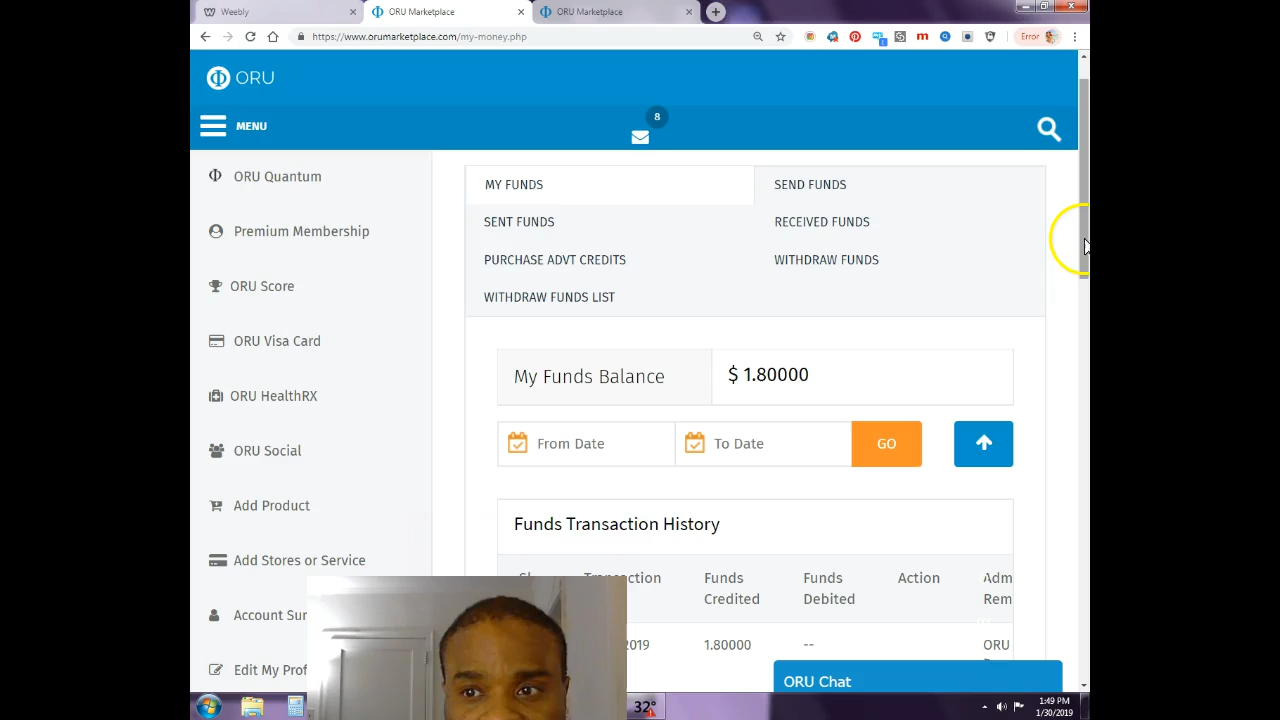 Weebly
ORU Marketplace
ORU Marketplace
https://www.orumarketplace.com/my-money.php
Error
ORU
MENU
8
ORU Quantum
Premium Membership
ORU Score
ORU Visa Card
ORU HealthRX
ORU Social
Add Product
Add Stores or Service
Account Sum
Edit My Prof
MY FUNDS
SEND FUNDS
SENT FUNDS
RECEIVED FUNDS
PURCHASE ADVT CREDITS
WITHDRAW FUNDS
WITHDRAW FUNDS LIST
My Funds Balance
$ 1.80000
From Date
To Date
GO
Funds Transaction History
Funds Credited
Funds Debited
Action
Adm
Rem
2019
1.80000
--
ORU
ORU Chat
32°
1:49 PM
1/30/2019